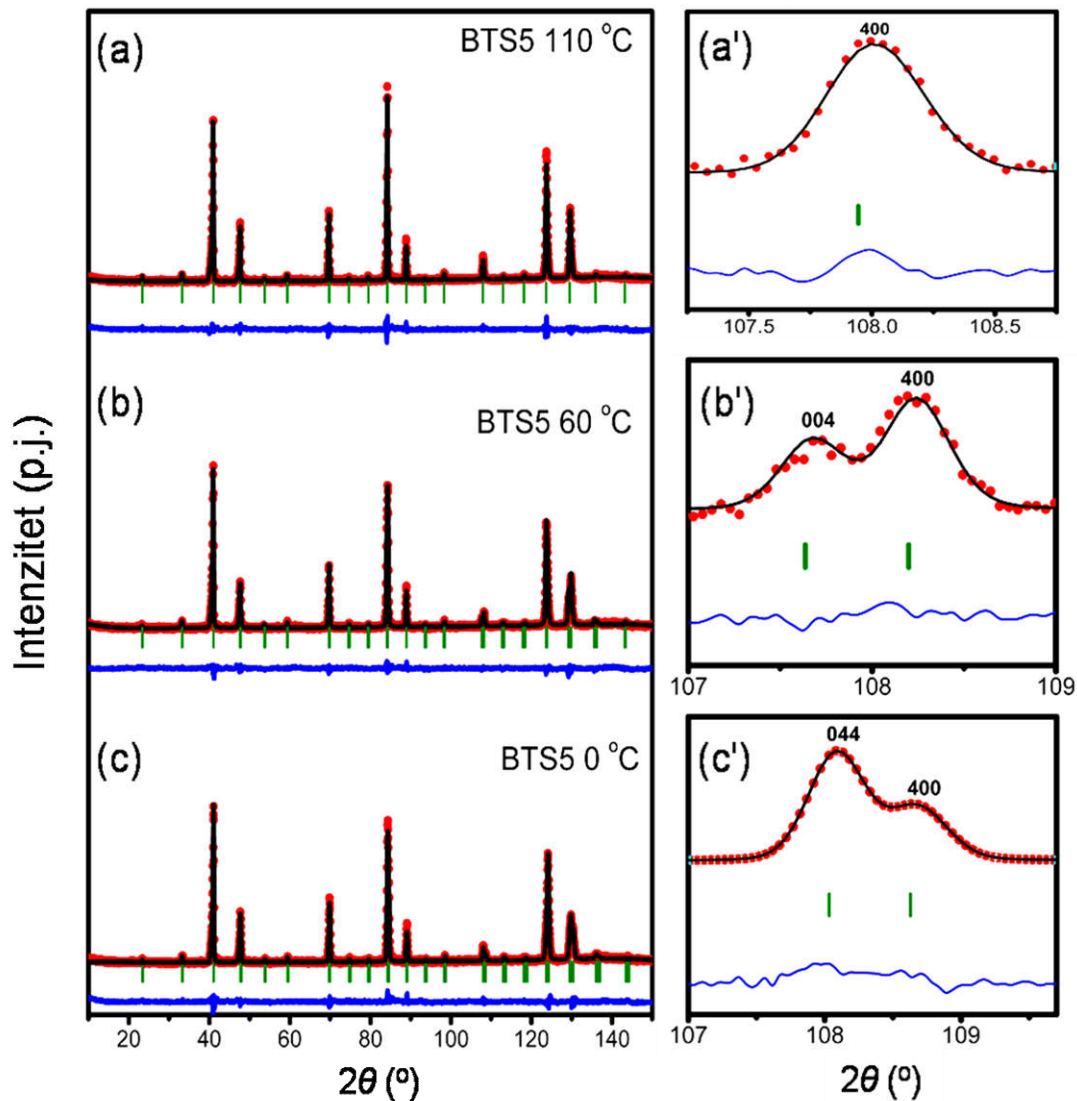 (a)
BTS5 110 °C
(b)
BTS5 60 °C
(c)
BTS5 0 °C
Intenzitet (p.j.)
20 40 60 80 100 120 140
2θ (º)
(a')
400
107.5 108.0 108.5
(b')
004
400
107 108 109
(c')
044
400
107 108 109
2θ (º)